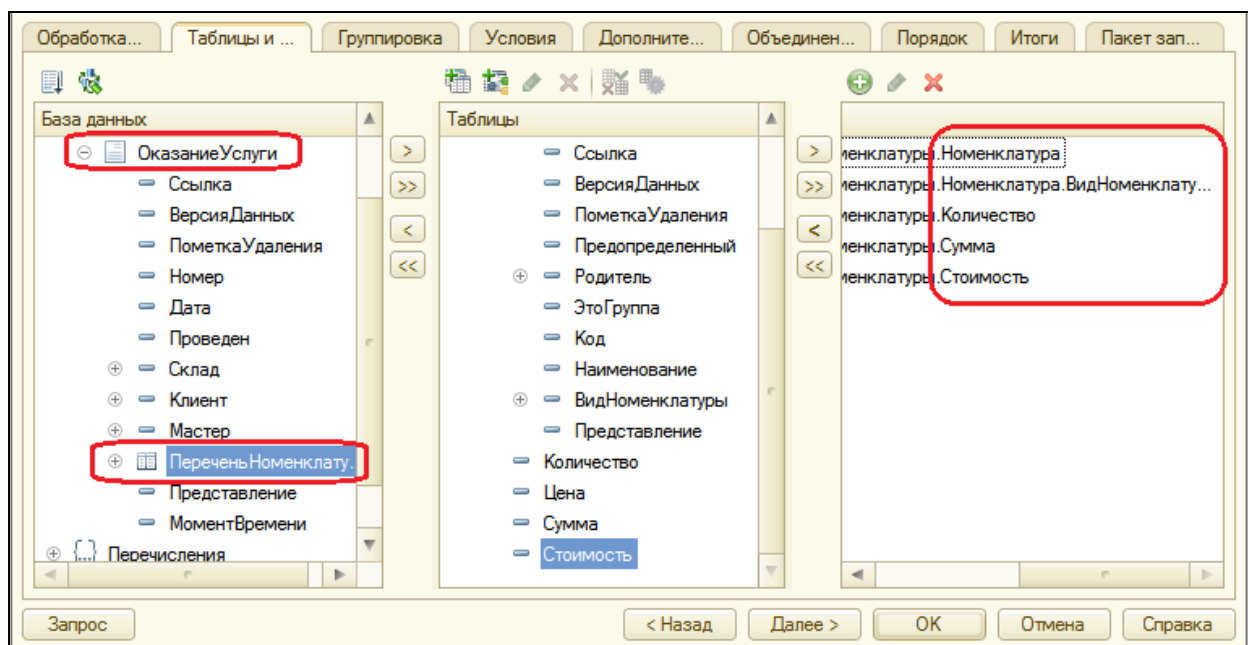 Обработка...
Таблицы и ...
Группировка
Условия
Дополните...
Объединен...
Порядок
Итоги
Пакет зап...
База данных
ОказаниеУслуги
Ссылка
ВерсияДанных
ПометкаУдаления
Номер
Дата
Проведен
Склад
Клиент
Мастер
ПереченьНоменклату.
Представление
МоментВремени
Перечисления
>
>>
<
<<
Таблицы
Ссылка
ВерсияДанных
ПометкаУдаления
Предопределенный
Родитель
ЭтоГруппа
Код
Наименование
ВидНоменклатуры
Представление
Количество
Цена
Сумма
Стоимость
>
>>
<
<<
менклатуры.Номенклатура
менклатуры.Номенклатура.ВидНоменклату...
менклатуры.Количество
менклатуры.Сумма
менклатуры.Стоимость
Запрос
< Назад
Далее >
ОК
Отмена
Справка